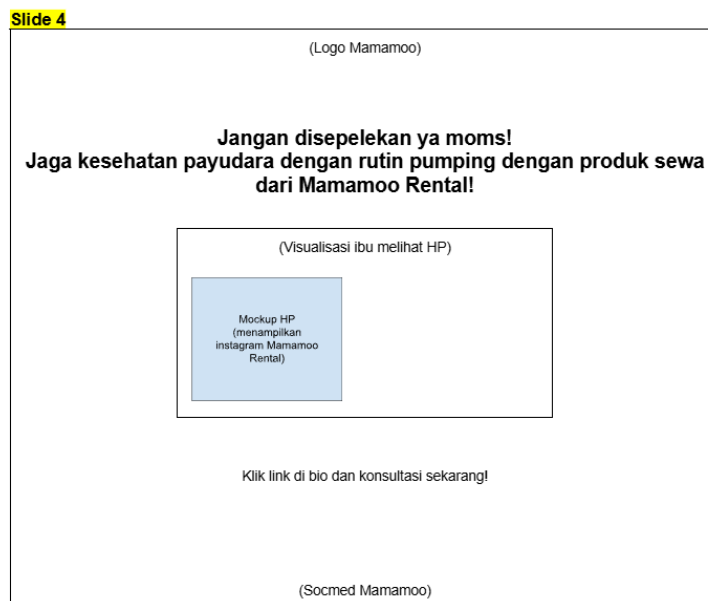 Slide 4
(Logo Mamamoo)
Jangan disepelekan ya moms!
Jaga kesehatan payudara dengan rutin pumping dengan produk sewa
dari Mamamoo Rental!
(Visualisasi ibu melihat HP)
Mockup HP
(menampilkan
instagram Mamamoo
Rental)
Klik link di bio dan konsultasi sekarang!
(Socmed Mamamoo)